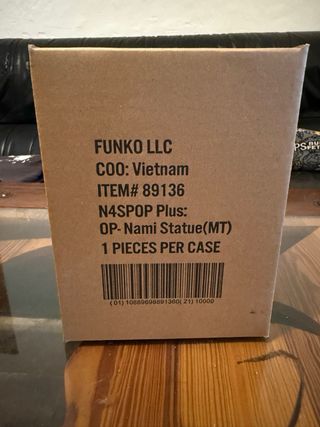 FUNKO LLC
COO: Vietnam
ITEM# 89136
N4SPOP Plus:
OP- Nami Statue(MT)
1 PIECES PER CASE
(01)10889698891360(21)10000